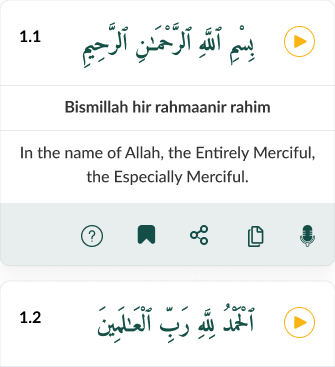 1.1
بِسْمِ ٱللَّهِ ٱلرَّحْمَـٰنِ ٱلرَّحِيمِ
Bismillah hir rahmaanir rahim
In the name of Allah, the Entirely Merciful,
the Especially Merciful.
1.2
ٱلْحَمْدُ لِلَّهِ رَبِّ ٱلْعَـٰلَمِينَ